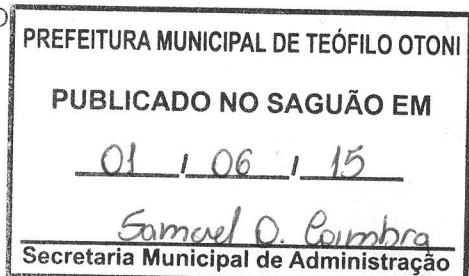 PREFEITURA MUNICIPAL DE TEÓFILO OTONI
PUBLICADO NO SAGUÃO EM
01 / 06 / 15
Samuel O. Coimbra
Secretaria Municipal de Administração